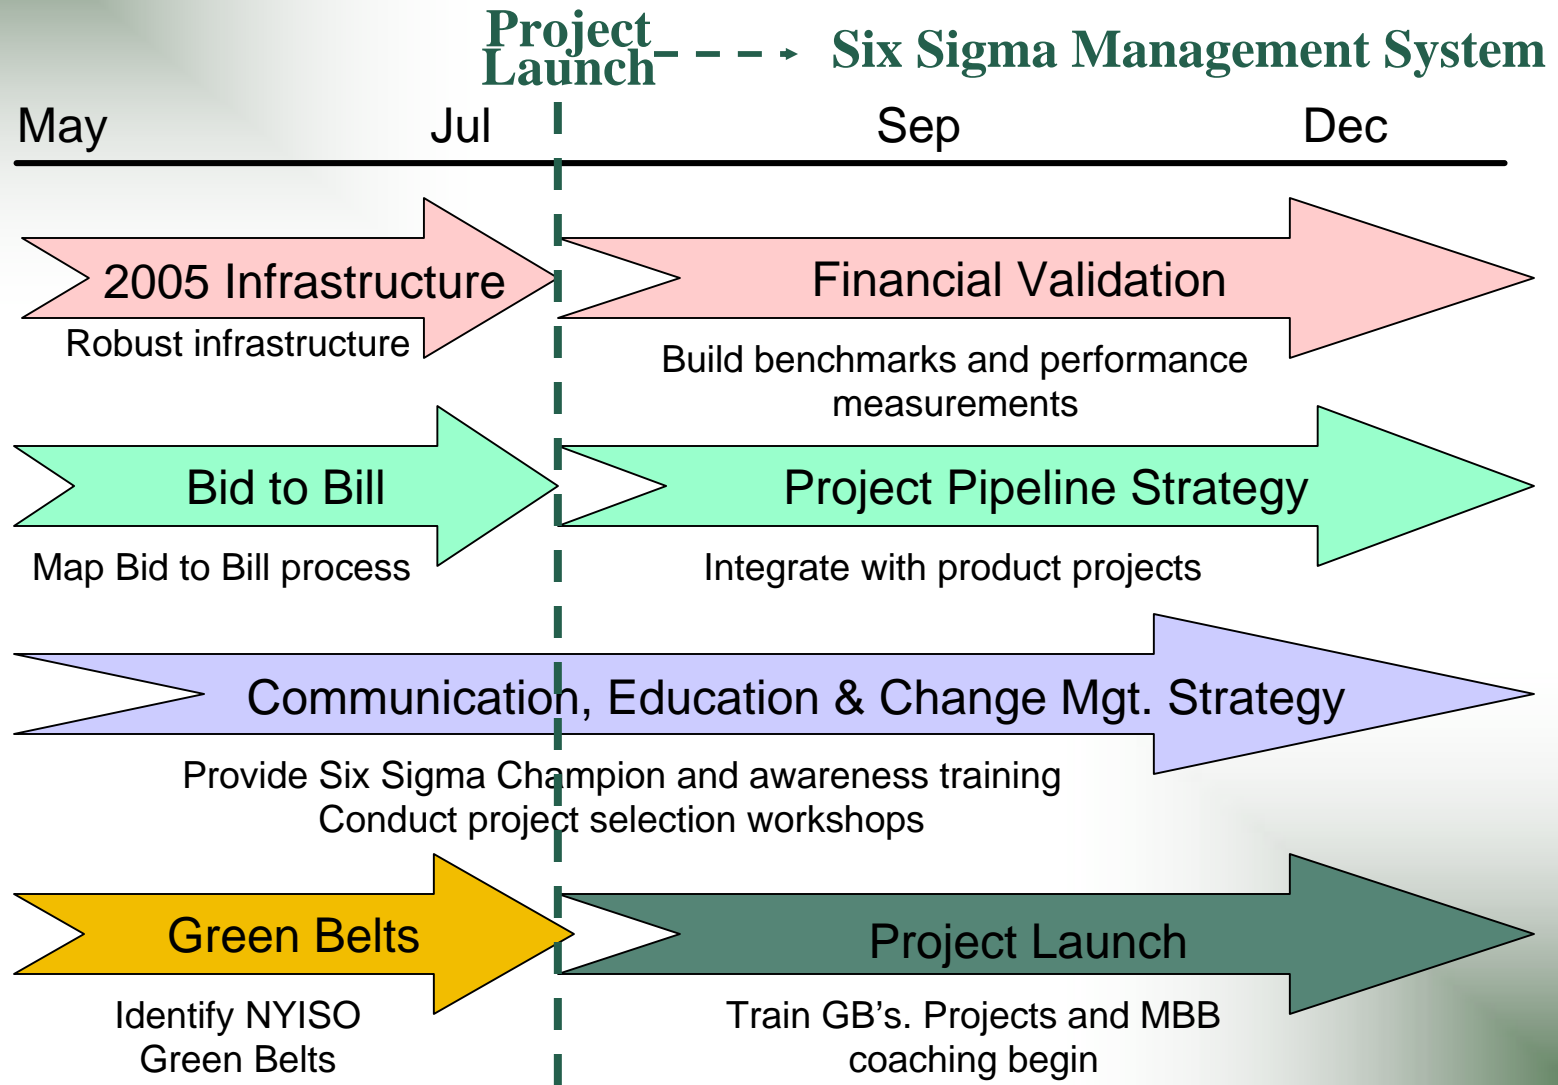 Project
Launch
Six Sigma Management System
May
Jul
Sep
Dec
2005 Infrastructure
Financial Validation
Robust infrastructure
Build benchmarks and performance
measurements
Bid to Bill
Project Pipeline Strategy
Map Bid to Bill process
Integrate with product projects
Communication, Education & Change Mgt. Strategy
Provide Six Sigma Champion and awareness training
Conduct project selection workshops
Green Belts
Project Launch
Identify NYISO
Green Belts
Train GB’s. Projects and MBB
coaching begin